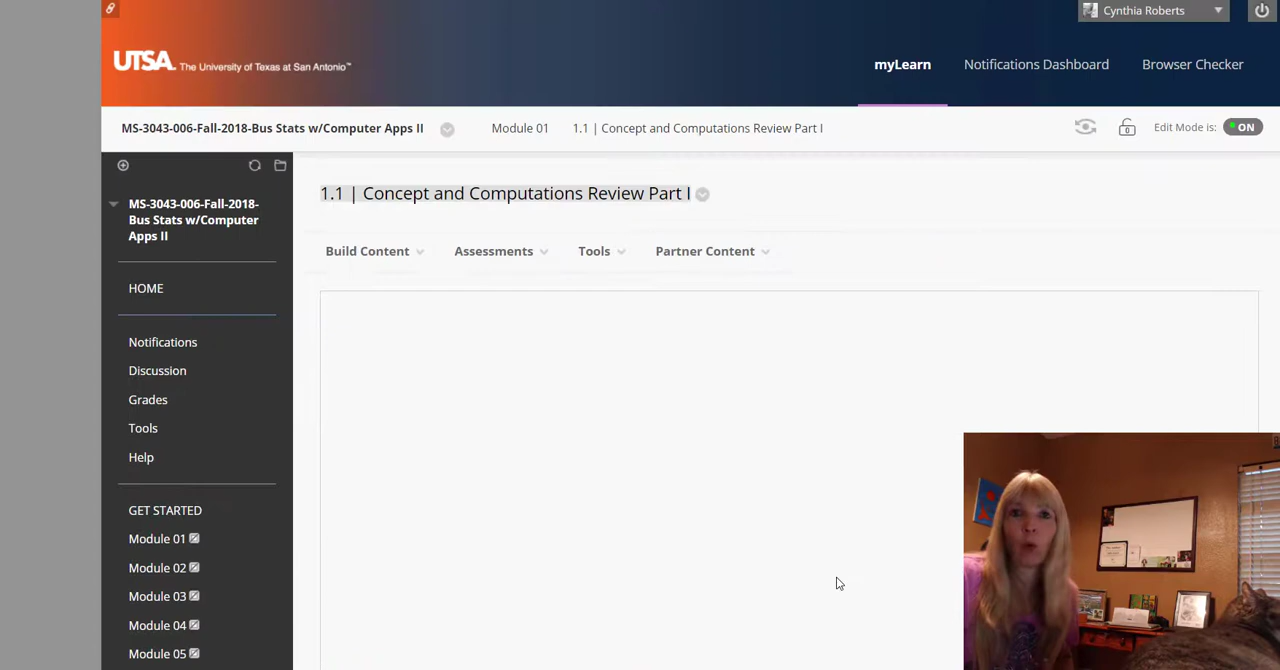 Cynthia Roberts
UTSA. The University of Texas at San Antonio™
myLearn
Notifications Dashboard
Browser Checker
MS-3043-006-Fall-2018-Bus Stats w/Computer Apps II
Module 01
1.1 | Concept and Computations Review Part I
Edit Mode is:
ON
MS-3043-006-Fall-2018-
Bus Stats w/Computer
Apps II
1.1 | Concept and Computations Review Part I
Build Content
Assessments
Tools
Partner Content
HOME
Notifications
Discussion
Grades
Tools
Help
GET STARTED
Module 01
Module 02
Module 03
Module 04
Module 05